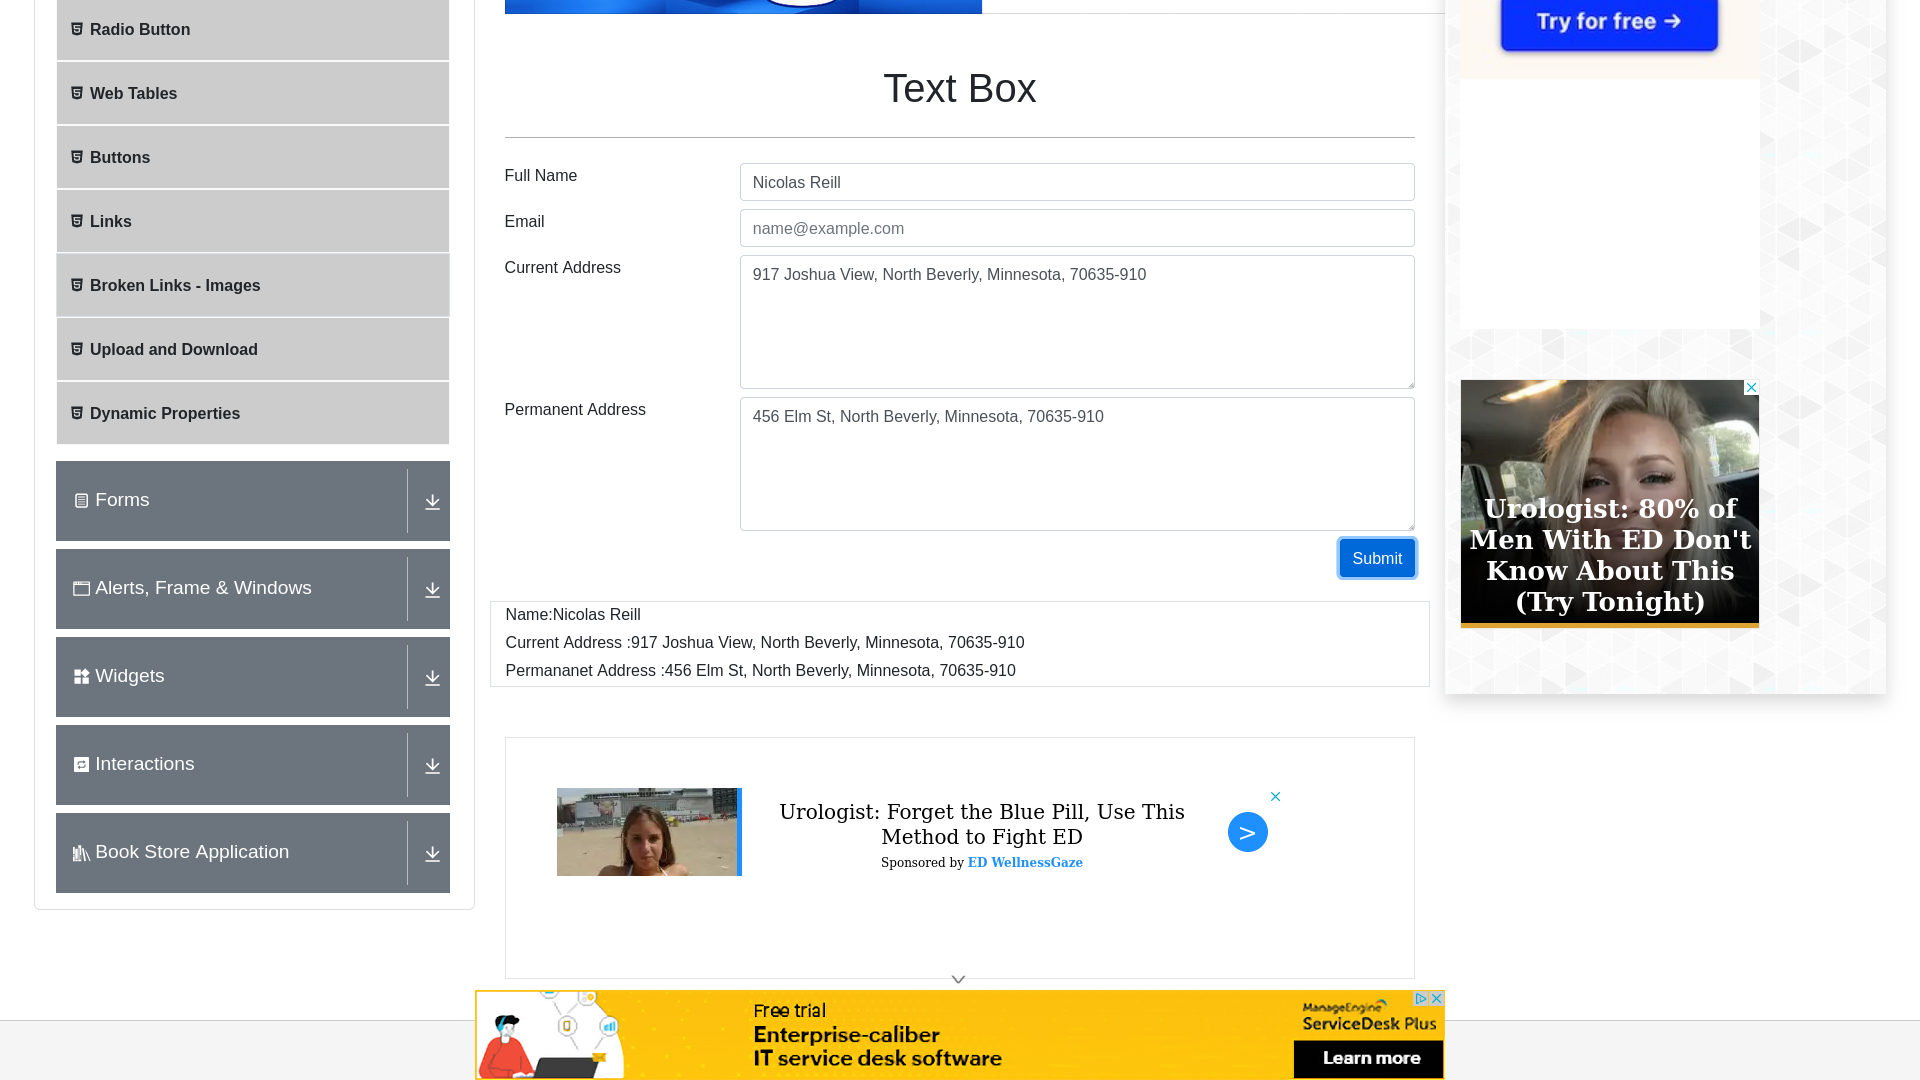 Radio Button
Web Tables
Buttons
Links
Broken Links - Images
Upload and Download
Dynamic Properties
Forms
Alerts, Frame & Windows
Widgets
Interactions
Book Store Application
Text Box
Full Name
Nicolas Reill
Email
name@example.com
Current Address
917 Joshua View, North Beverly, Minnesota, 70635-910
Permanent Address
456 Elm St, North Beverly, Minnesota, 70635-910
Submit
Name:Nicolas Reill
Current Address :917 Joshua View, North Beverly, Minnesota, 70635-910
Permananet Address :456 Elm St, North Beverly, Minnesota, 70635-910
Urologist: Forget the Blue Pill, Use This
Method to Fight ED
Sponsored by ED WellnessGaze
>
Free trial
Enterprise-caliber
IT service desk software
ManageEngine
ServiceDesk Plus
Learn more
Try for free →
Urologist: 80% of
Men With ED Don't
Know About This
(Try Tonight)